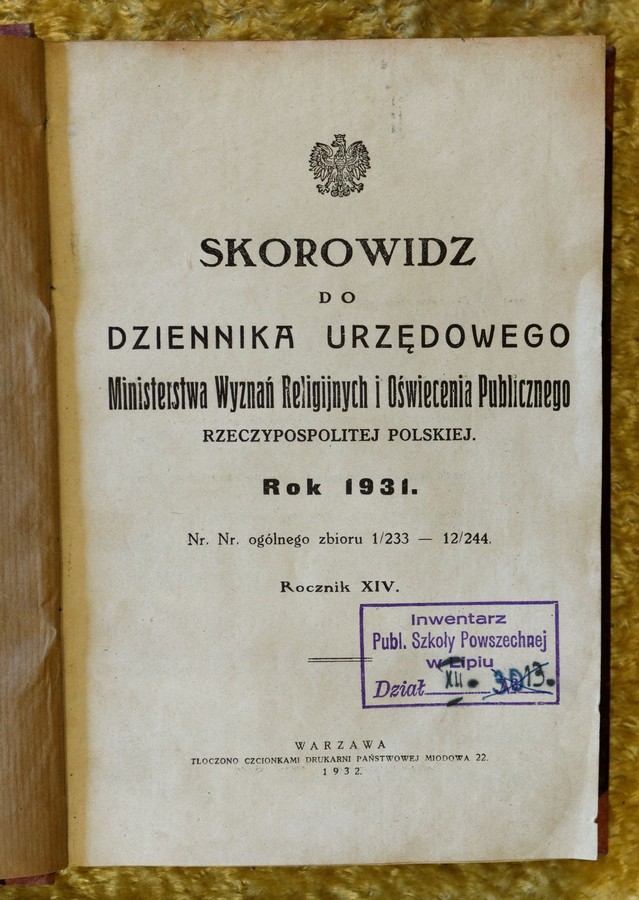 SKOROWIDZ
DO
DZIENNIKA URZĘDOWEGO
Ministerstwa Wyznań Religijnych i Oświecenia Publicznego
RZECZYPOSPOLITEJ POLSKIEJ.
Rok 1931.
Nr. Nr. ogólnego zbioru 1/233 — 12/244.
Rocznik XIV.
Inwentarz
Publ. Szkoły Powszechnej
w Lipiu
Dział XII.
WARZAWA
TŁOCZONO CZCIONKAMI DRUKARNI PAŃSTWOWEJ MIODOWA 22.
1932.